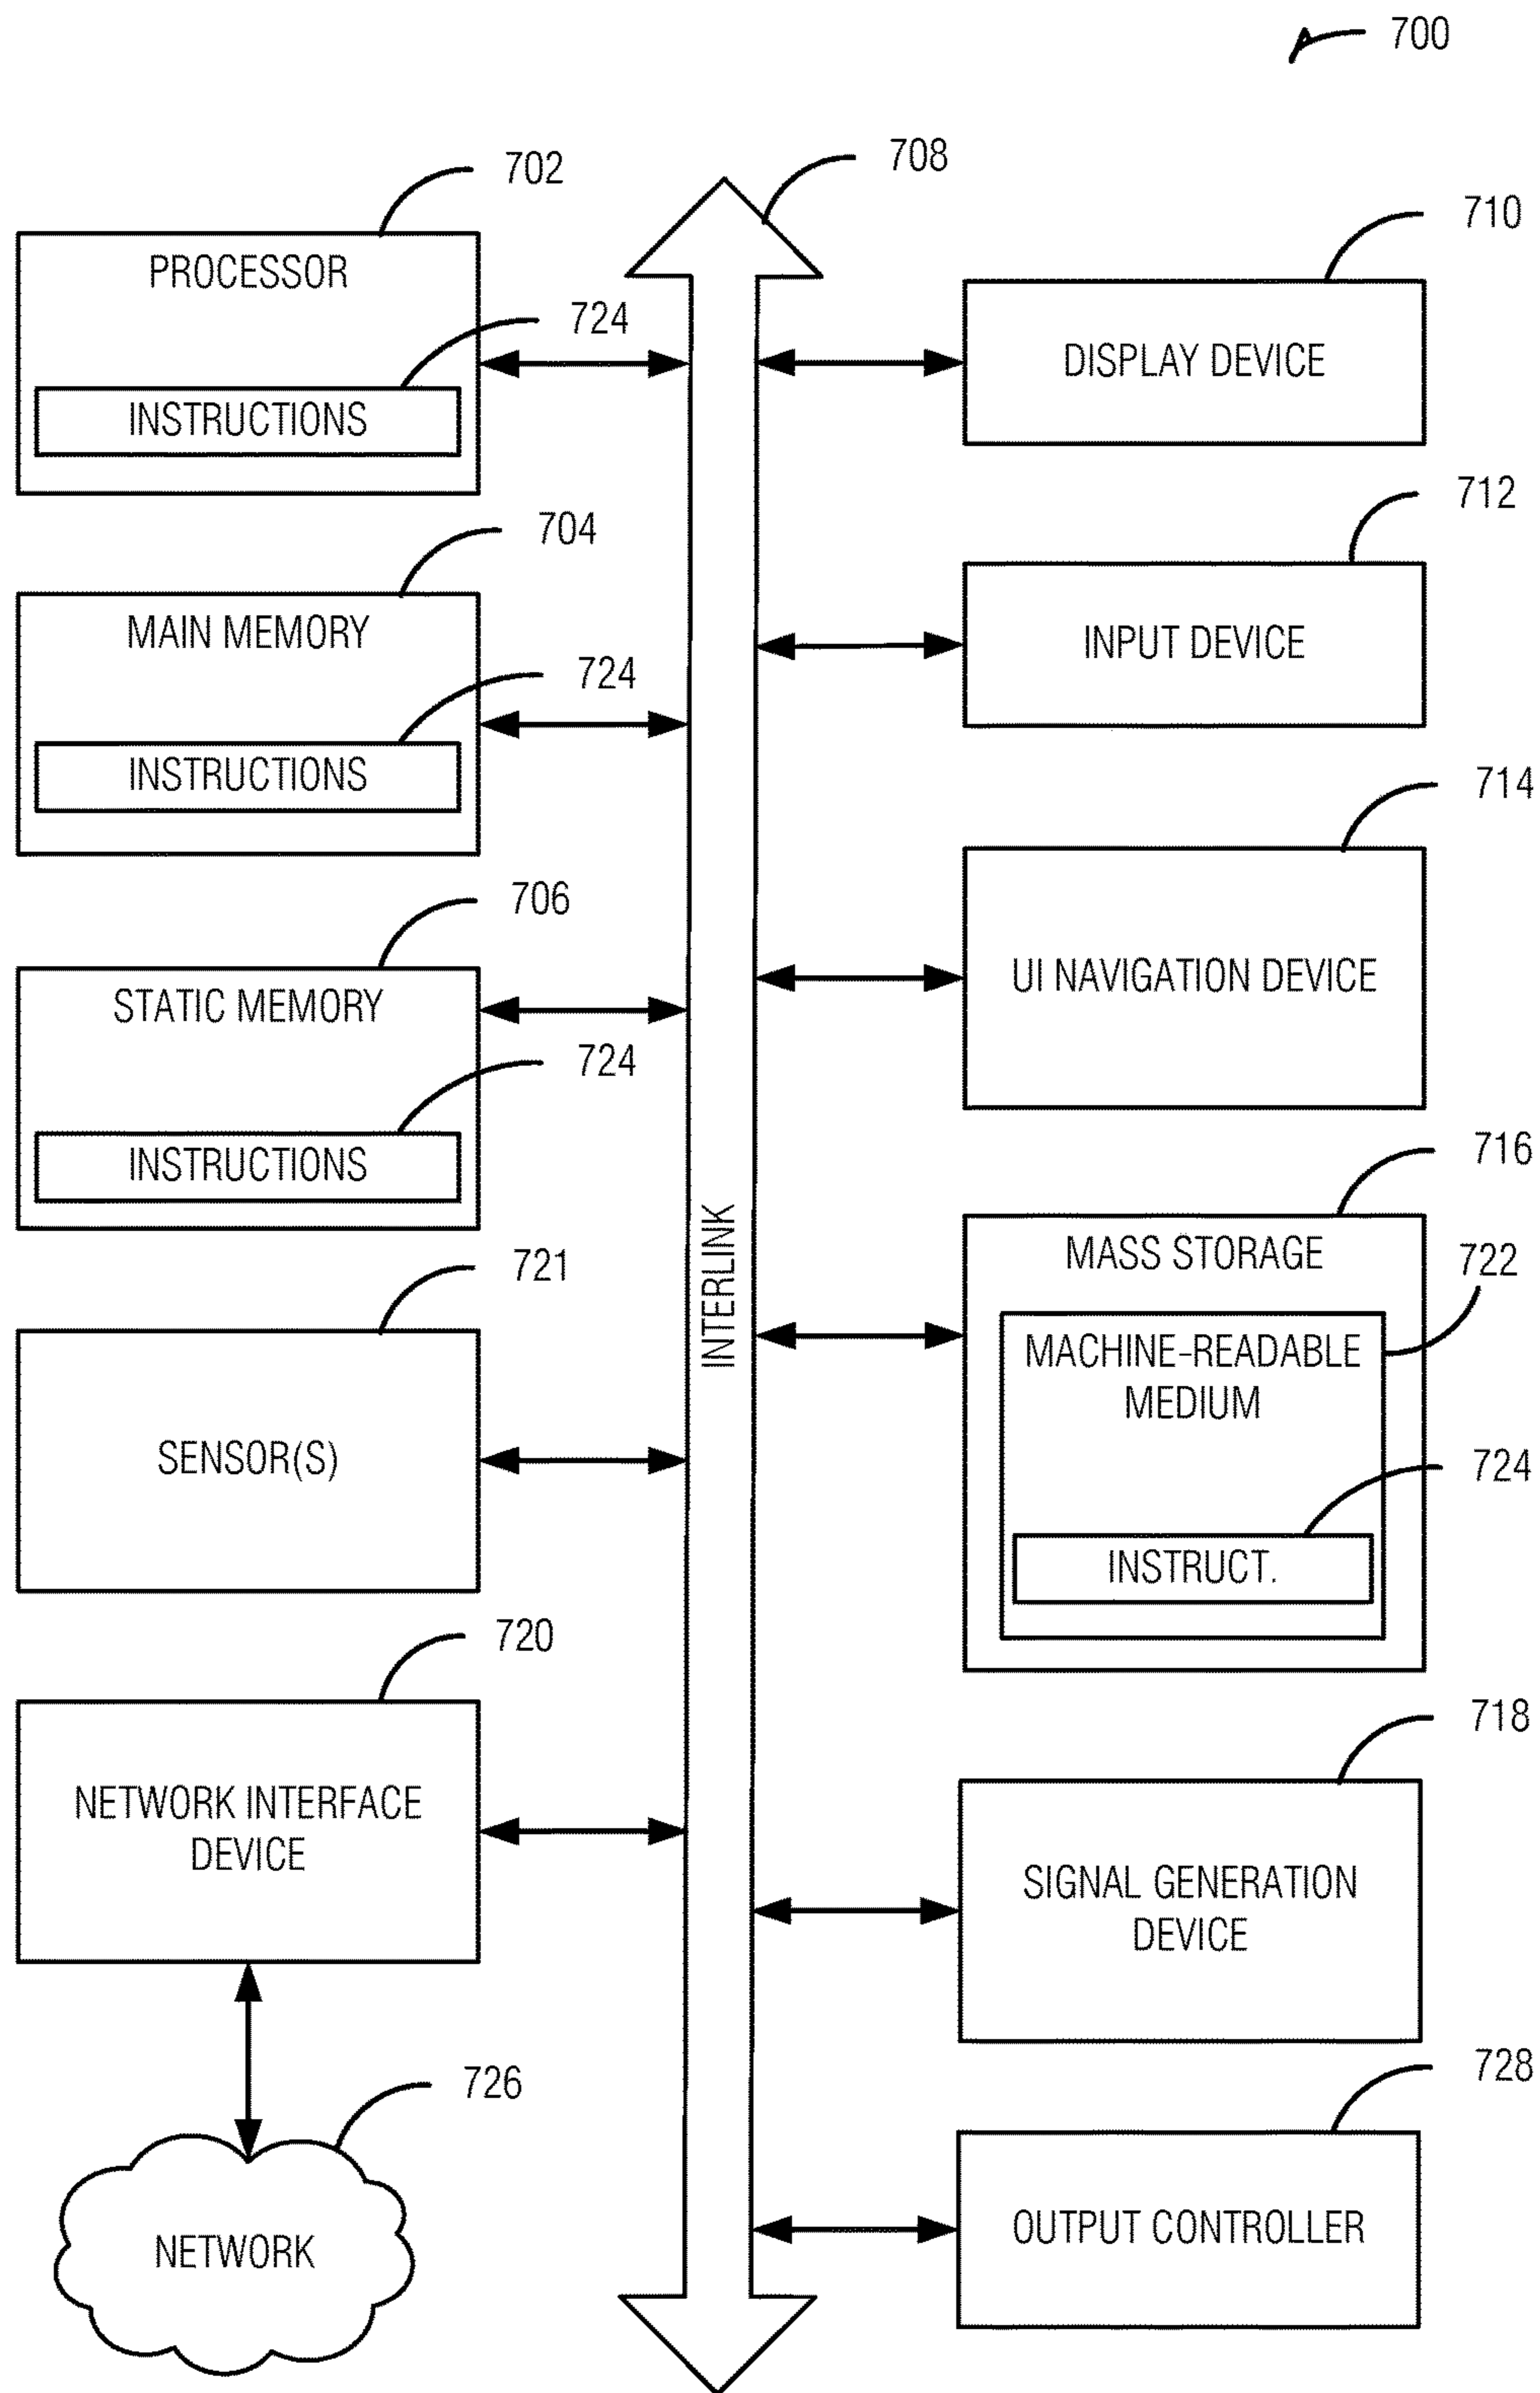 700
702
PROCESSOR
724
INSTRUCTIONS
704
MAIN MEMORY
724
INSTRUCTIONS
706
STATIC MEMORY
724
INSTRUCTIONS
721
SENSOR(S)
720
NETWORK INTERFACE
DEVICE
726
NETWORK
708
INTERLINK
710
DISPLAY DEVICE
712
INPUT DEVICE
714
UI NAVIGATION DEVICE
716
MASS STORAGE
722
MACHINE-READABLE
MEDIUM
724
INSTRUCT.
718
SIGNAL GENERATION
DEVICE
728
OUTPUT CONTROLLER